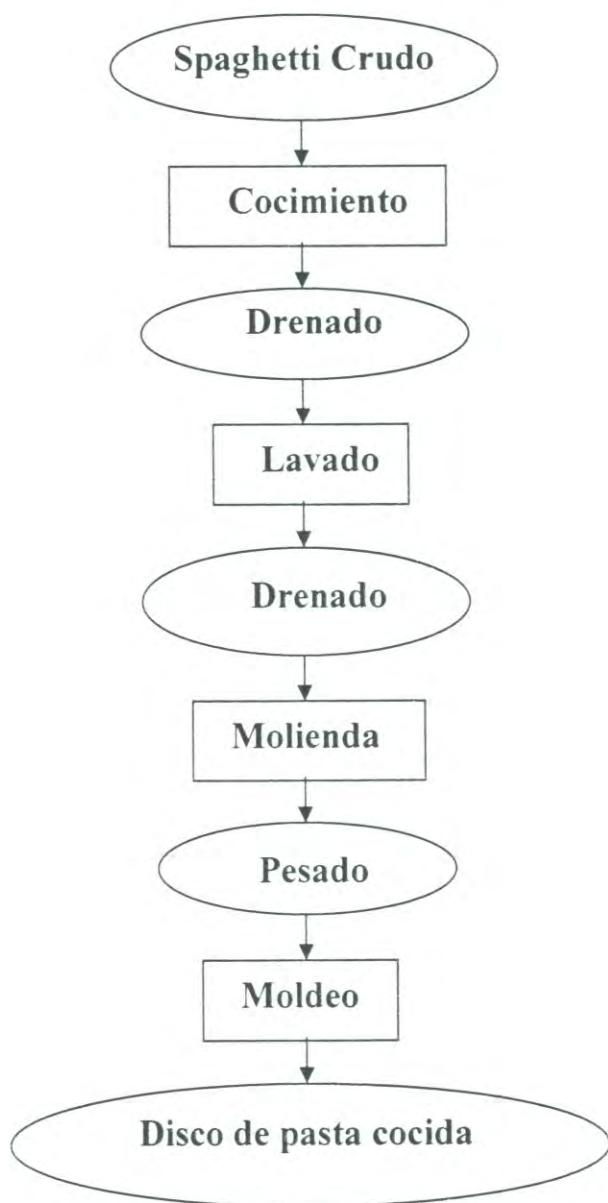 Spaghetti Crudo
Cocimiento
Drenado
Lavado
Drenado
Molienda
Pesado
Moldeo
Disco de pasta cocida